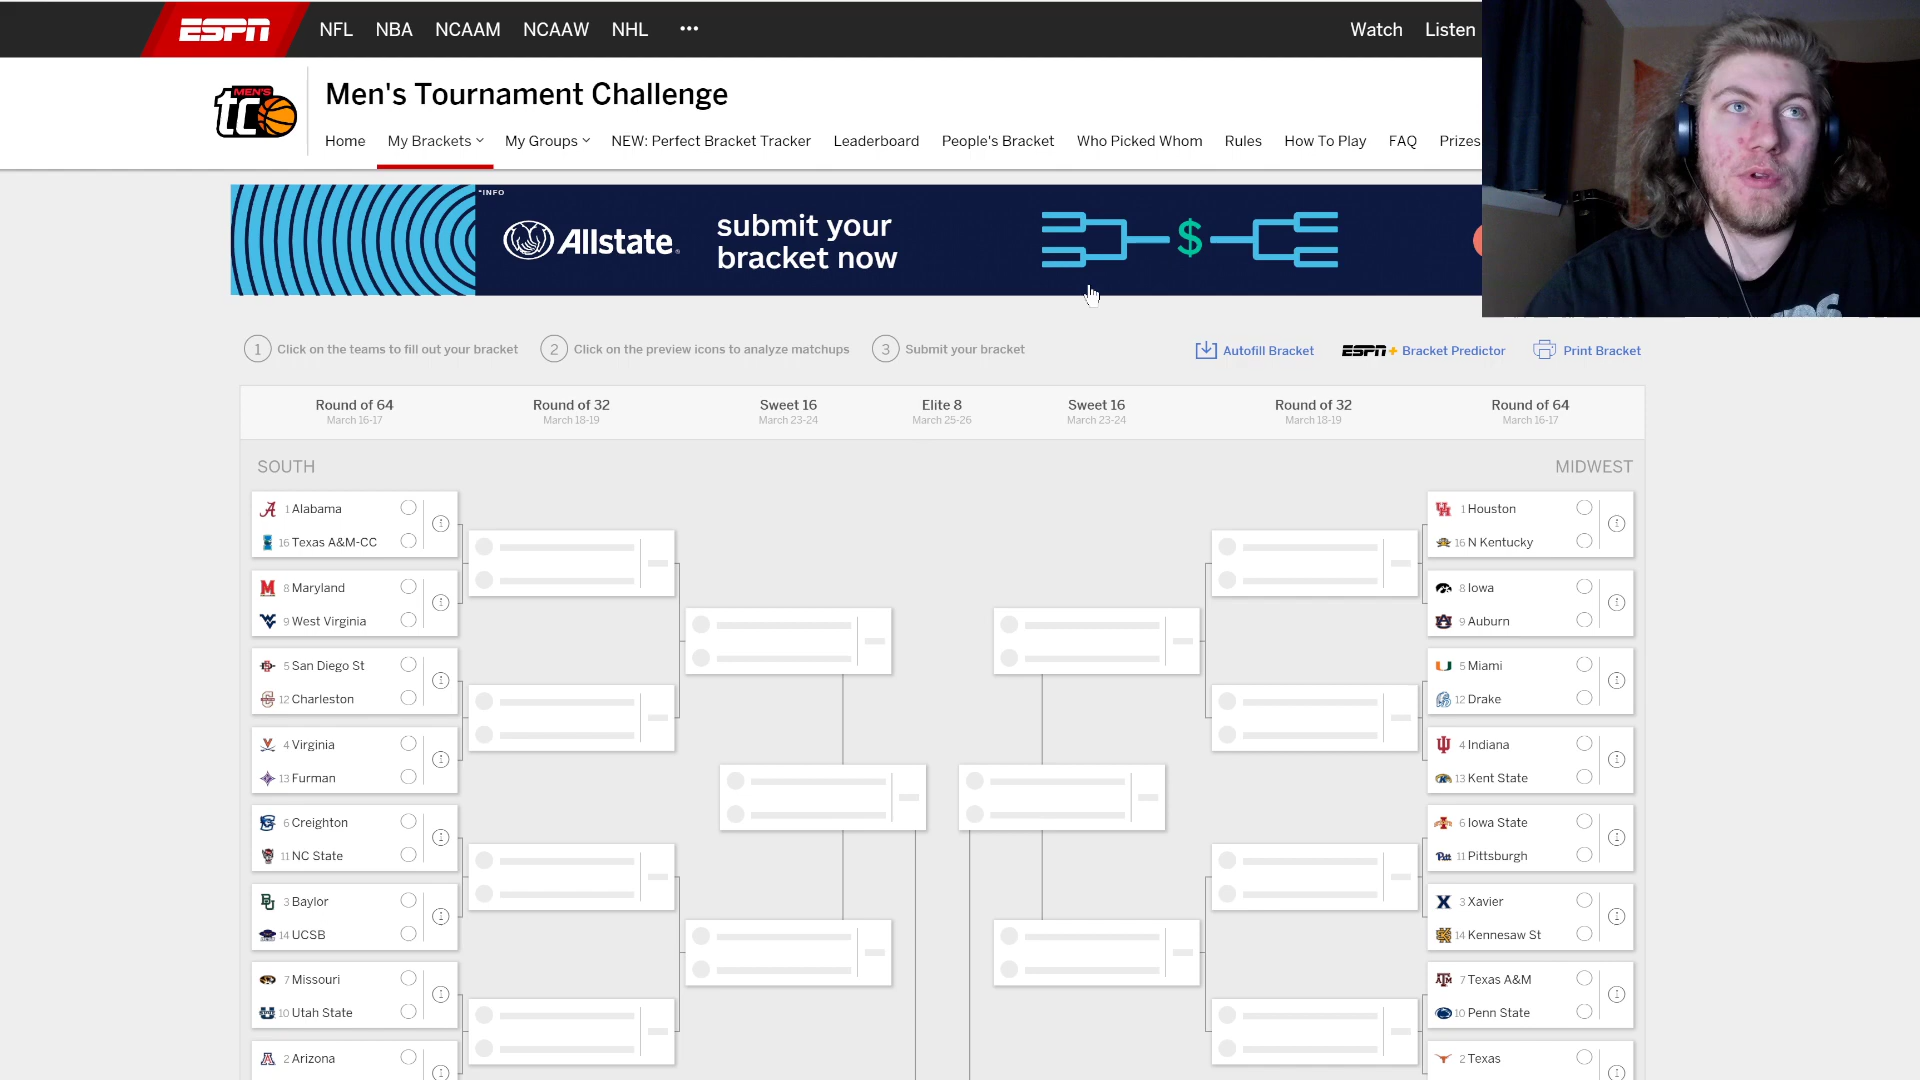 ESPN NFL NBA NCAAM NCAAW NHL ••• Watch Listen
MEN'S
tc
Men's Tournament Challenge
Home My Brackets My Groups NEW: Perfect Bracket Tracker Leaderboard People's Bracket Who Picked Whom Rules How To Play FAQ Prizes
*INFO
Allstate
submit your
bracket now
$
1 Click on the teams to fill out your bracket 2 Click on the preview icons to analyze matchups 3 Submit your bracket Autofill Bracket ESPN+ Bracket Predictor Print Bracket
Round of 64 Round of 32 Sweet 16 Elite 8 Sweet 16 Round of 32 Round of 64
March 16-17 March 18-19 March 23-24 March 25-26 March 23-24 March 18-19 March 16-17
SOUTH
1 Alabama
16 Texas A&M-CC
8 Maryland
9 West Virginia
5 San Diego St
12 Charleston
4 Virginia
13 Furman
6 Creighton
11 NC State
3 Baylor
14 UCSB
7 Missouri
10 Utah State
2 Arizona
MIDWEST
1 Houston
16 N Kentucky
8 Iowa
9 Auburn
5 Miami
12 Drake
4 Indiana
13 Kent State
6 Iowa State
11 Pittsburgh
3 Xavier
14 Kennesaw St
7 Texas A&M
10 Penn State
2 Texas